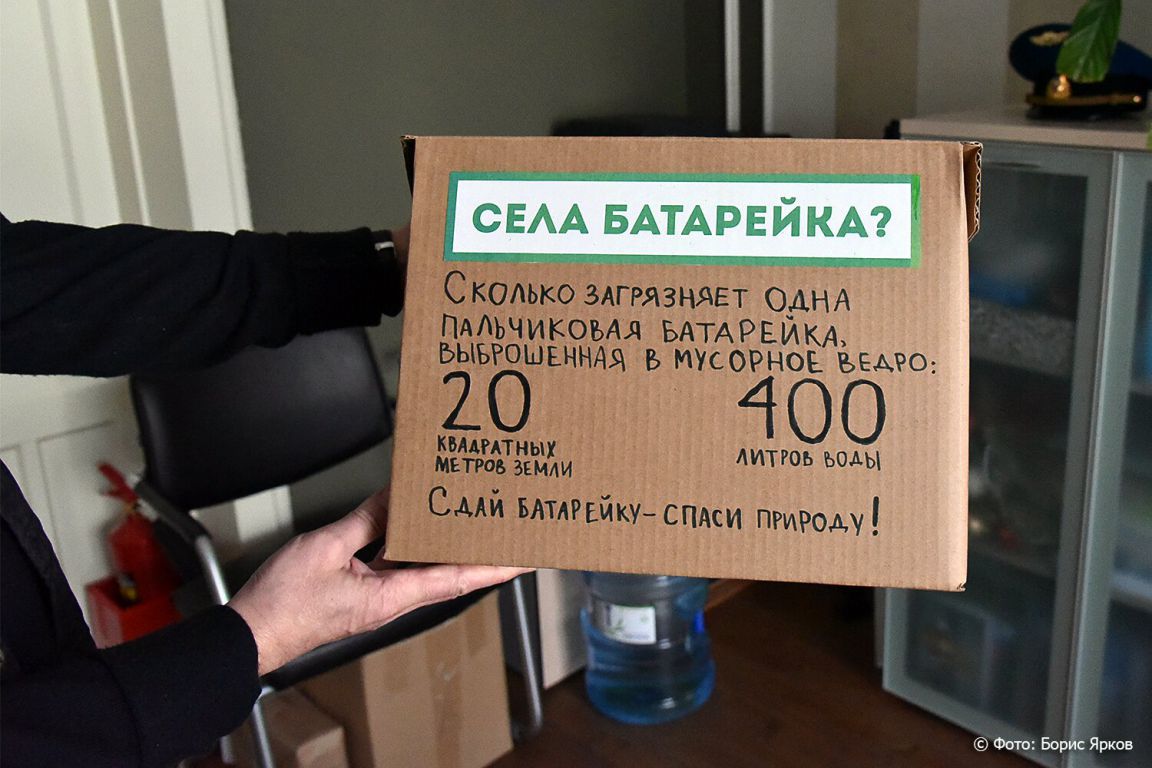 СЕЛА БАТАРЕЙКА?
СКОЛЬКО ЗАГРЯЗНЯЕТ ОДНА
ПАЛЬЧИКОВАЯ БАТАРЕЙКА,
ВЫБРОШЕННАЯ В МУСОРНОЕ ВЕДРО:
20
КВАДРАТНЫХ
МЕТРОВ ЗЕМЛИ
400
ЛИТРОВ ВОДЫ
СДАЙ БАТАРЕЙКУ – СПАСИ ПРИРОДУ!
© Фото: Борис Ярков